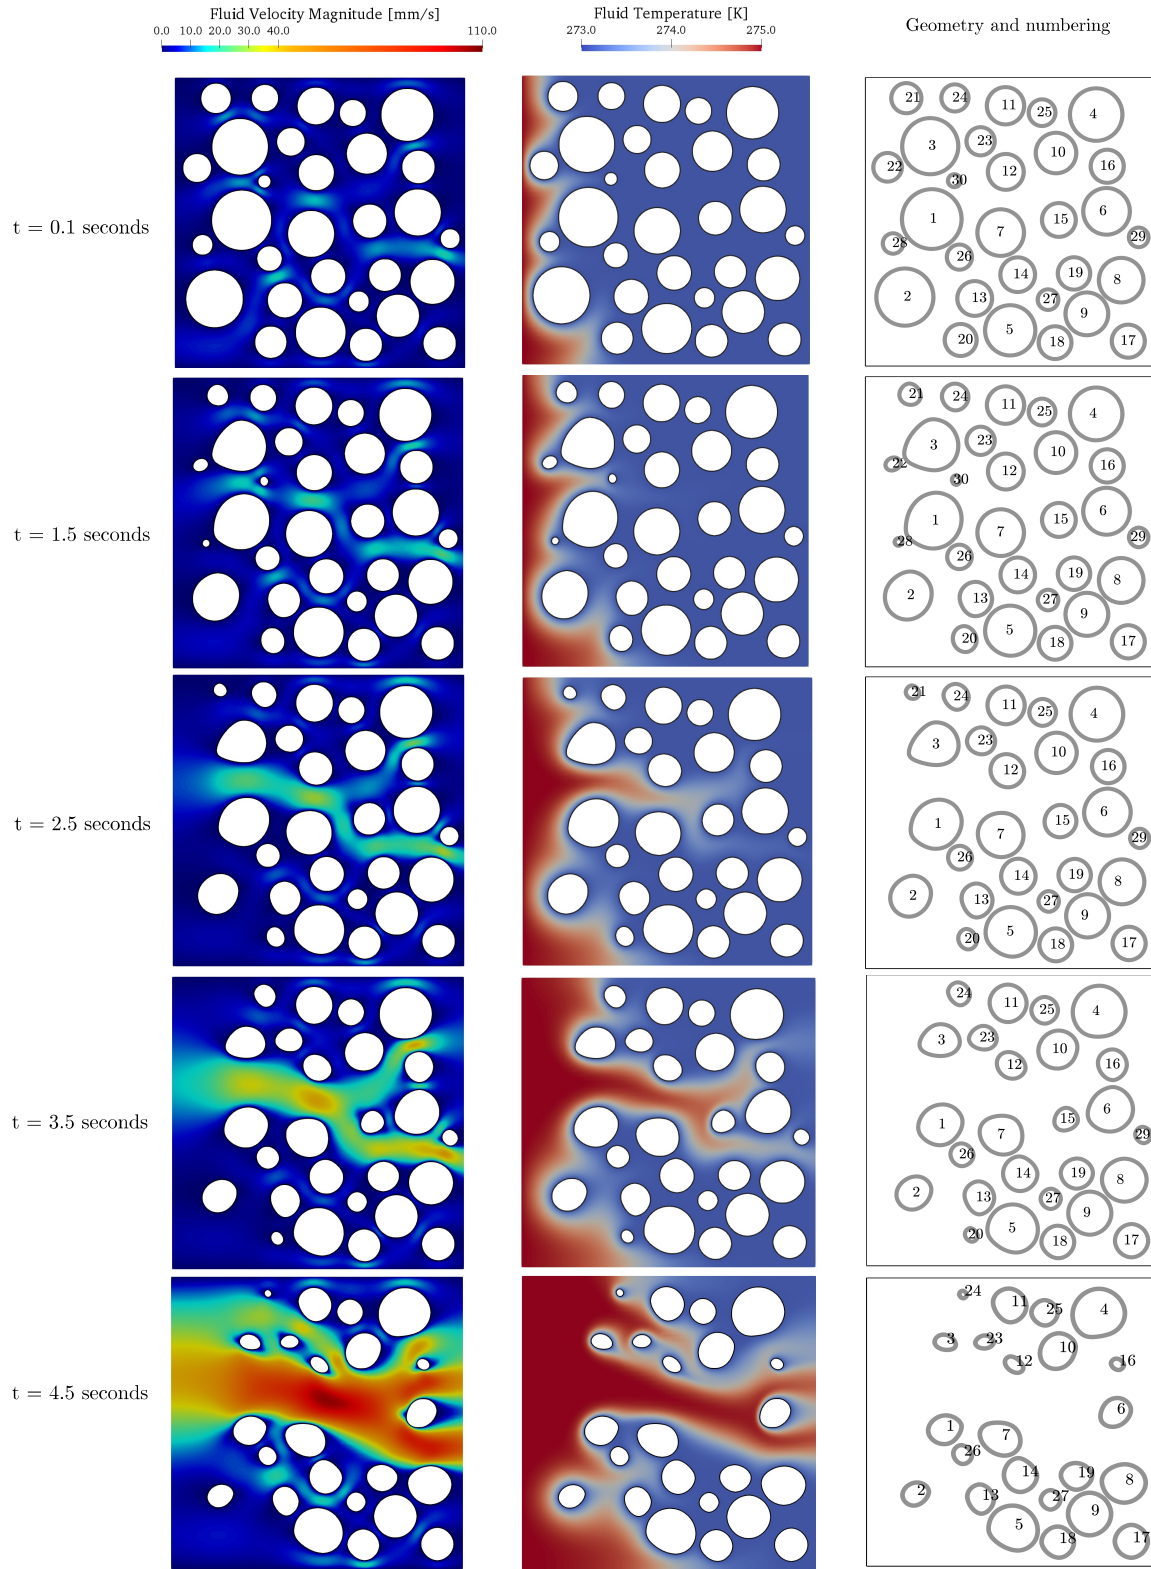 Fluid Velocity Magnitude [mm/s]
0.0 10.0 20.0 30.0 40.0 110.0
Fluid Temperature [K]
273.0 274.0 275.0
Geometry and numbering
t = 0.1 seconds
21 24 11 25 4
3 23 10
22 30 12 16
1 7 15 6
28 26 29
14 19 8
2 13 27 9
20 5 18 17
t = 1.5 seconds
21 24 11 25 4
3 23 10
22 30 12 16
1 7 15 6
28 26 29
14 19 8
2 13 27 9
20 5 18 17
t = 2.5 seconds
21 24 11 25 4
3 23 10
12 16
1 7 15 6
26 29
14 19 8
2 13 27 9
20 5 18 17
t = 3.5 seconds
24 11 25 4
3 23 10
12 16
1 7 15 6
26 29
14 19 8
2 13 27 9
20 5 18 17
t = 4.5 seconds
24 11 25 4
3 23 10
12 16
1 7 6
26
14 19 8
2 13 27 9
5 18 17